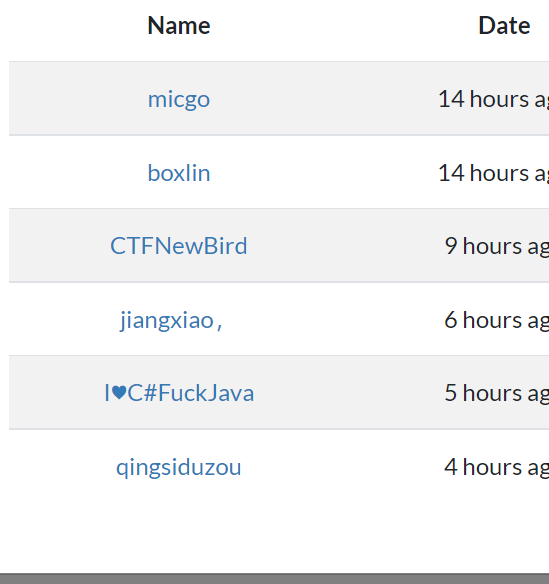 Name Date
micgo 14 hours ag
boxlin 14 hours ag
CTFNewBird 9 hours ag
jiangxiao， 6 hours ag
I♥C#FuckJava 5 hours ag
qingsiduzou 4 hours ag